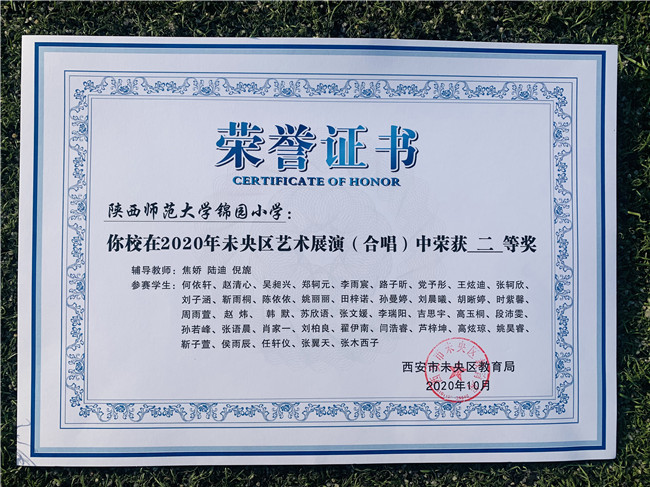 荣誉证书
CERTIFICATE OF HONOR
陕西师范大学锦园小学：
你校在2020年未央区艺术展演（合唱）中荣获 二 等奖
辅导教师：焦娇 陆迪 倪旎
参赛学生：何依轩、赵清心、吴昶兴、郑轲元、李雨宸、路子昕、党予彤、王炫迪、张轲欣、
刘子涵、靳雨桐、陈依依、姚丽丽、田梓诺、孙曼婷、刘晨曦、胡晰婷、时紫馨、
周雨萱、赵 炜、 韩 默、苏欣语、张文媛、李瑞阳、吉思宇、高玉桐、段沛雯、
孙若峰、张语晨、肖家一、刘柏良、翟伊南、闫浩睿、芦梓坤、高炫琼、姚昊睿、
靳子萱、侯雨辰、任轩仪、张翼天、张木西子
西安市未央区教育局
2020年10月